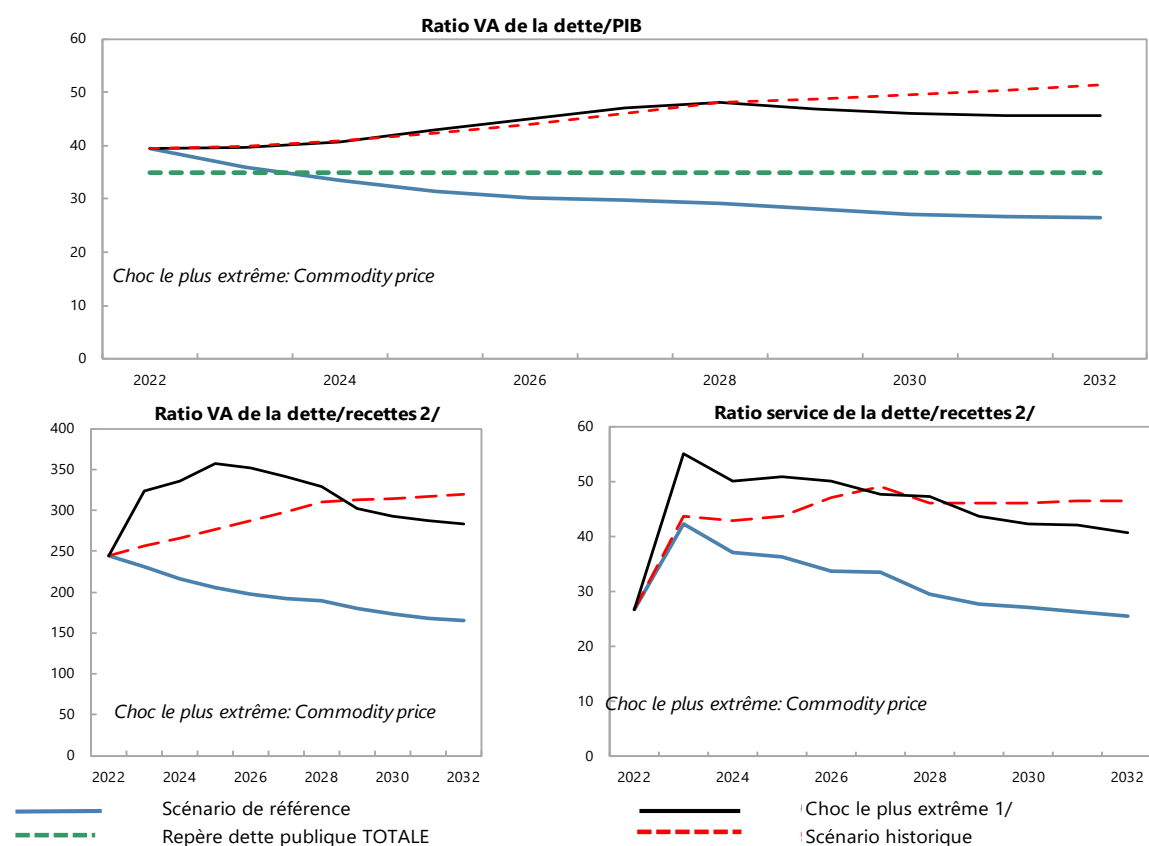 Ratio VA de la dette/PIB
60
50
40
30
20
10
0
Choc le plus extrême: Commodity price
2022 2024 2026 2028 2030 2032
Ratio VA de la dette/recettes 2/
400
350
300
250
200
150
100
50
0
Choc le plus extrême: Commodity price
2022 2024 2026 2028 2030 2032
Ratio service de la dette/recettes 2/
60
50
40
30
20
10
0
Choc le plus extrême: Commodity price
2022 2024 2026 2028 2030 2032
Scénario de référence
Repère dette publique TOTALE
Choc le plus extrême 1/
Scénario historique